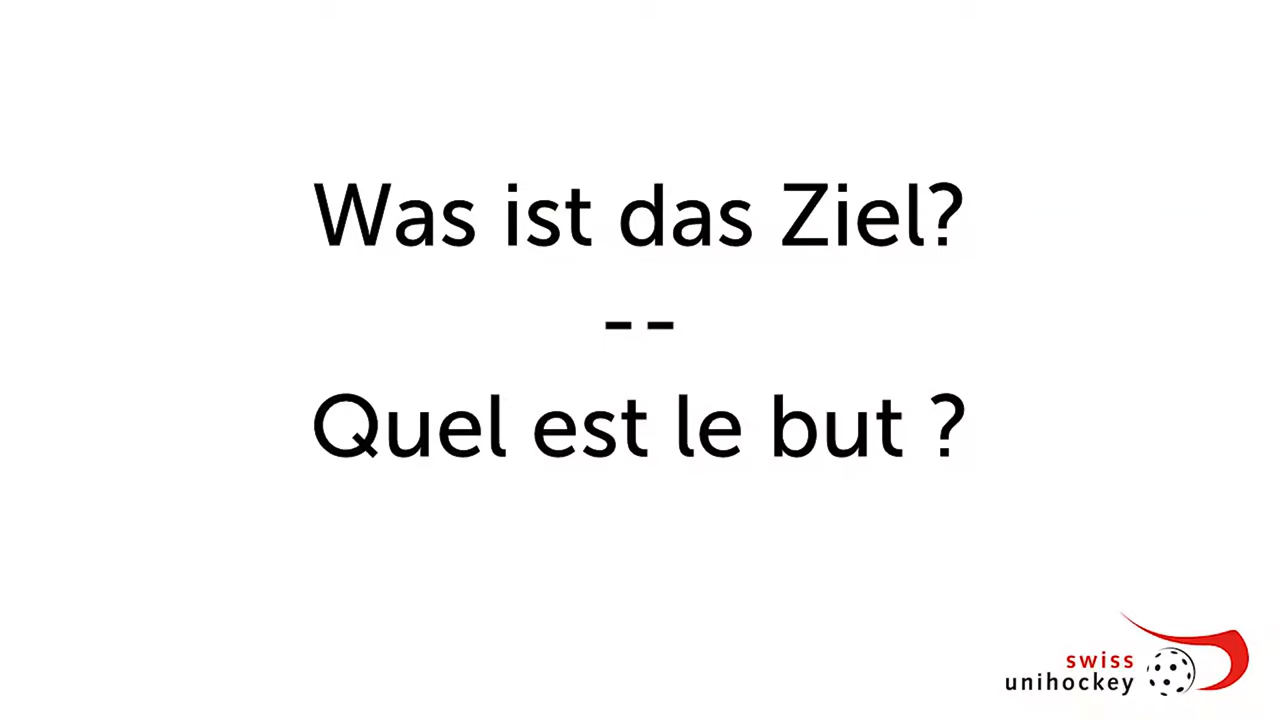 Was ist das Ziel?
--
Quel est le but ?
swiss
unihockey